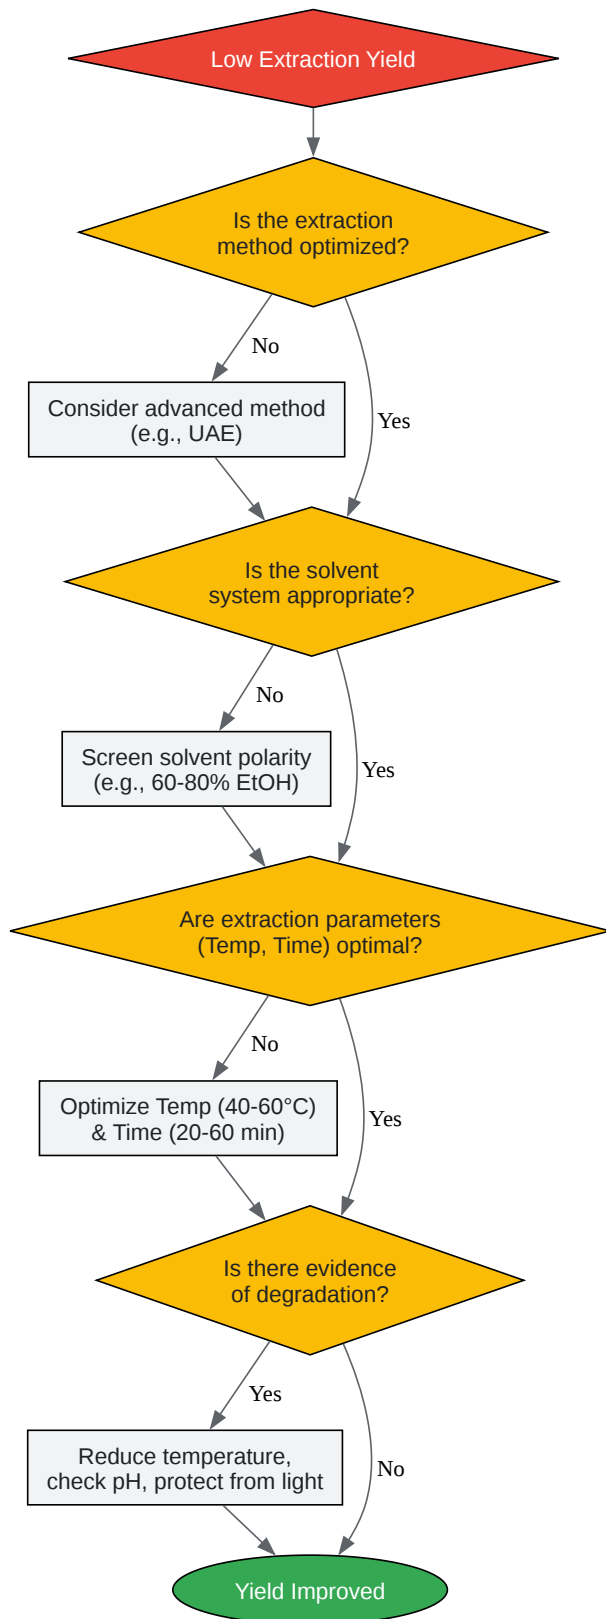 Low Extraction Yield
Is the extraction
method optimized?
No
Consider advanced method
(e.g., UAE)
Yes
Is the solvent
system appropriate?
No
Screen solvent polarity
(e.g., 60-80% EtOH)
Yes
Are extraction parameters
(Temp, Time) optimal?
No
Optimize Temp (40-60°C)
& Time (20-60 min)
Yes
Is there evidence
of degradation?
Yes
Reduce temperature,
check pH, protect from light
No
Yield Improved